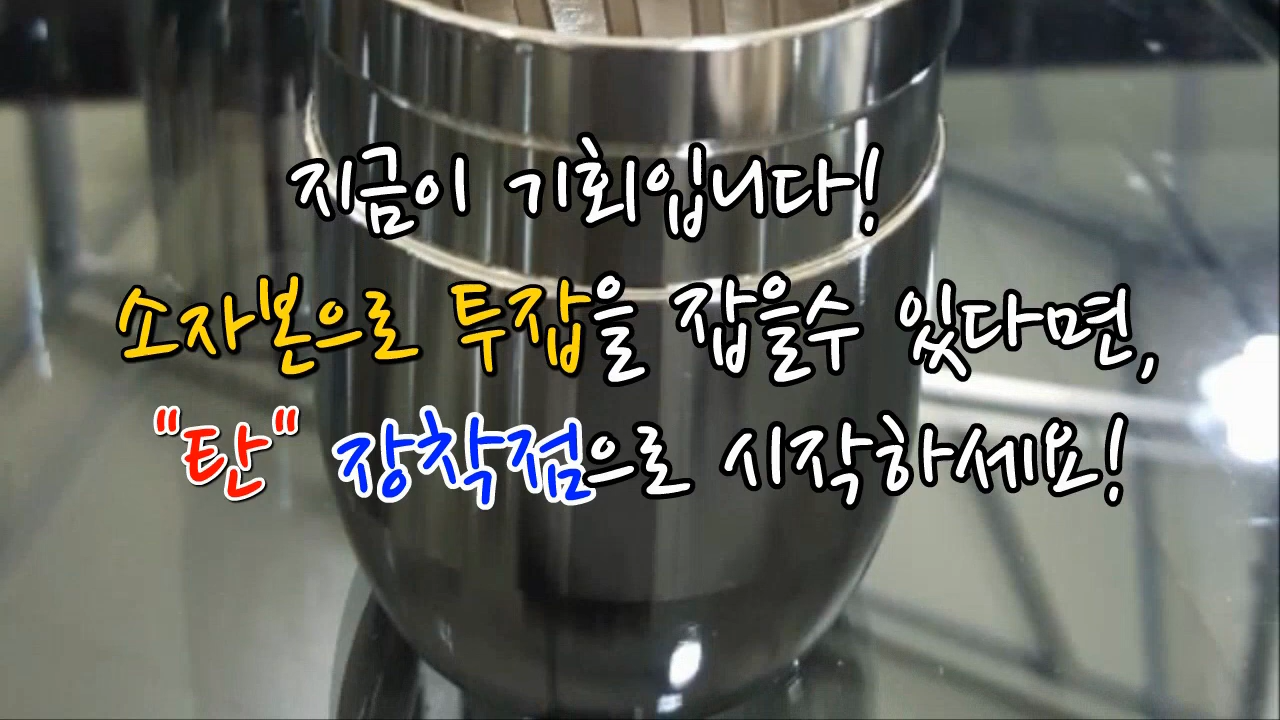 지금이 기회입니다!
소자본으로 투잡을 잡을수 있다면,
"탄" 장착점으로 시작하세요!